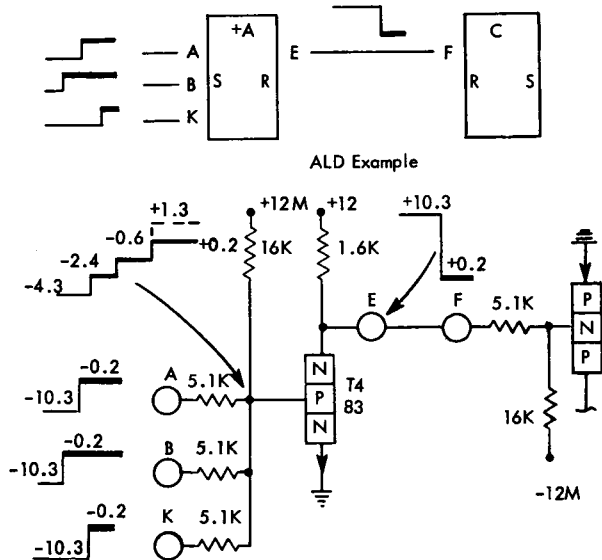 +A
C
A
E
F
B
S
R
R
S
K
ALD Example
+12M
+12
+10.3
+1.3
-0.6
+0.2
16K
1.6K
-2.4
+0.2
-4.3
E
F
5.1K
P
N
P
-0.2
A
5.1K
N
P
N
T4
83
-10.3
16K
-0.2
B
5.1K
-10.3
-12M
-0.2
K
5.1K
-10.3